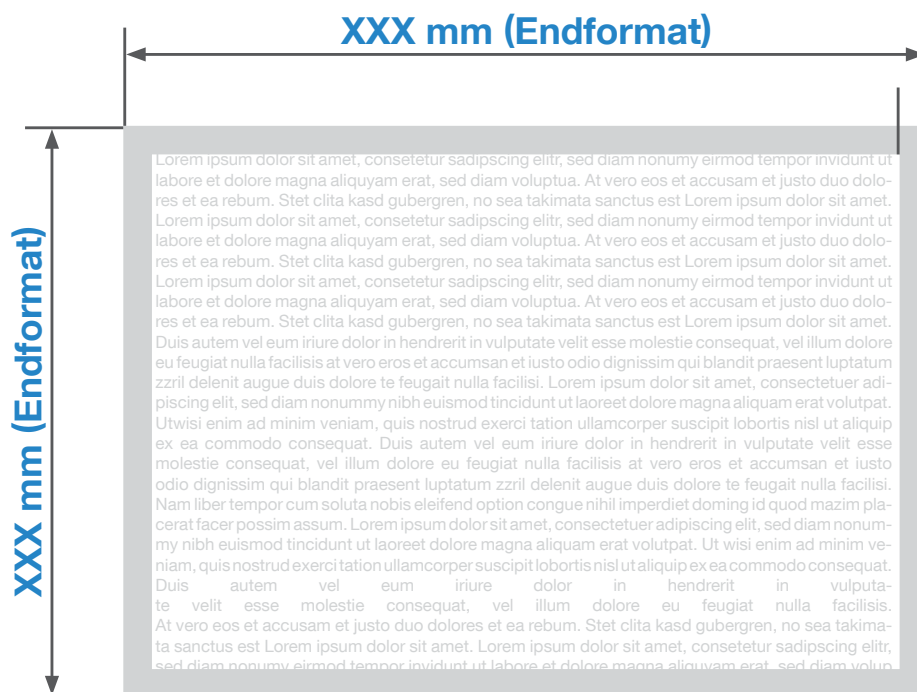 XXX mm (Endformat)
XXX mm (Endformat)
Lorem ipsum dolor sit amet, consetetur sadipscing elitr, sed diam nonumy eirmod tempor invidunt ut
labore et dolore magna aliquyam erat, sed diam voluptua. At vero eos et accusam et justo duo dolo-
res et ea rebum. Stet clita kasd gubergren, no sea takimata sanctus est Lorem ipsum dolor sit amet.
Lorem ipsum dolor sit amet, consetetur sadipscing elitr, sed diam nonumy eirmod tempor invidunt ut
labore et dolore magna aliquyam erat, sed diam voluptua. At vero eos et accusam et justo duo dolo-
res et ea rebum. Stet clita kasd gubergren, no sea takimata sanctus est Lorem ipsum dolor sit amet.
Lorem ipsum dolor sit amet, consetetur sadipscing elitr, sed diam nonumy eirmod tempor invidunt ut
labore et dolore magna aliquyam erat, sed diam voluptua. At vero eos et accusam et justo duo dolo-
res et ea rebum. Stet clita kasd gubergren, no sea takimata sanctus est Lorem ipsum dolor sit amet.
Duis autem vel eum iriure dolor in hendrerit in vulputate velit esse molestie consequat, vel illum dolore
eu feugiat nulla facilisis at vero eros et accumsan et iusto odio dignissim qui blandit praesent luptatum
zzril delenit augue duis dolore te feugait nulla facilisi. Lorem ipsum dolor sit amet, consectetuer adi-
piscing elit, sed diam nonummy nibh euismod tincidunt ut laoreet dolore magna aliquam erat volutpat.
Utwisi enim ad minim veniam, quis nostrud exerci tation ullamcorper suscipit lobortis nisl ut aliquip
ex ea commodo consequat. Duis autem vel eum iriure dolor in hendrerit in vulputate velit esse
molestie consequat, vel illum dolore eu feugiat nulla facilisis at vero eros et accumsan et iusto
odio dignissim qui blandit praesent luptatum zzril delenit augue duis dolore te feugait nulla facilisi.
Nam liber tempor cum soluta nobis eleifend option congue nihil imperdiet doming id quod mazim pla-
cerat facer possim assum. Lorem ipsum dolor sit amet, consectetuer adipiscing elit, sed diam nonum-
my nibh euismod tincidunt ut laoreet dolore magna aliquam erat volutpat. Ut wisi enim ad minim ve-
niam, quis nostrud exerci tation ullamcorper suscipit lobortis nisl ut aliquip ex ea commodo consequat.
Duis autem vel eum iriure dolor in hendrerit in vulputa-
te velit esse molestie consequat, vel illum dolore eu feugiat nulla facilisis.
At vero eos et accusam et justo duo dolores et ea rebum. Stet clita kasd gubergren, no sea takima-
ta sanctus est Lorem ipsum dolor sit amet. Lorem ipsum dolor sit amet, consetetur sadipscing elitr,
sed diam nonumy eirmod tempor invidunt ut labore et dolore magna aliquyam erat, sed diam volup